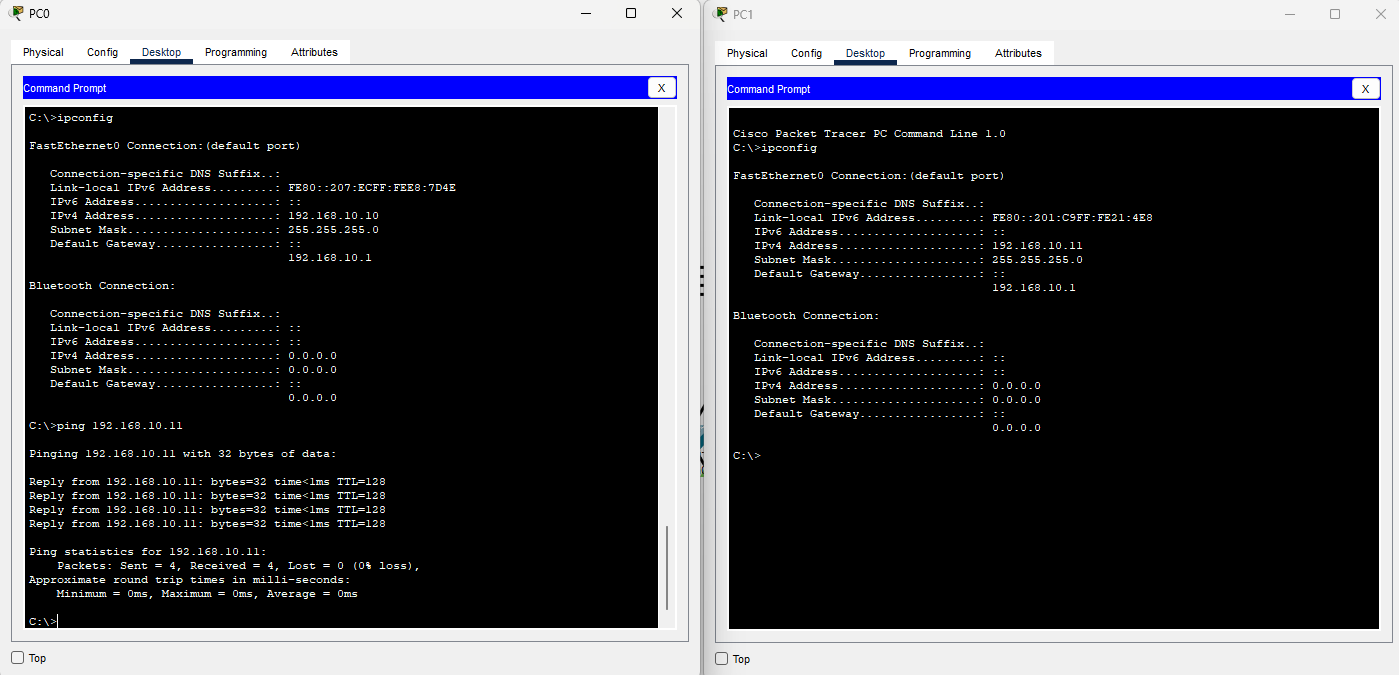 PC0
Physical Config Desktop Programming Attributes
Command Prompt X
C:\>ipconfig
FastEthernet0 Connection:(default port)
Connection-specific DNS Suffix..:
Link-local IPv6 Address.........: FE80::207:ECFF:FEE8:7D4E
IPv6 Address....................: ::
IPv4 Address....................: 192.168.10.10
Subnet Mask.....................: 255.255.255.0
Default Gateway.................: ::
192.168.10.1
Bluetooth Connection:
Connection-specific DNS Suffix..:
Link-local IPv6 Address.........: ::
IPv6 Address....................: ::
IPv4 Address....................: 0.0.0.0
Subnet Mask.....................: 0.0.0.0
Default Gateway.................: ::
0.0.0.0
C:\>ping 192.168.10.11
Pinging 192.168.10.11 with 32 bytes of data:
Reply from 192.168.10.11: bytes=32 time<1ms TTL=128
Reply from 192.168.10.11: bytes=32 time<1ms TTL=128
Reply from 192.168.10.11: bytes=32 time<1ms TTL=128
Reply from 192.168.10.11: bytes=32 time<1ms TTL=128
Ping statistics for 192.168.10.11:
Packets: Sent = 4, Received = 4, Lost = 0 (0% loss),
Approximate round trip times in milli-seconds:
Minimum = 0ms, Maximum = 0ms, Average = 0ms
C:\>
Top
PC1
Physical Config Desktop Programming Attributes
Command Prompt X
Cisco Packet Tracer PC Command Line 1.0
C:\>ipconfig
FastEthernet0 Connection:(default port)
Connection-specific DNS Suffix..:
Link-local IPv6 Address.........: FE80::201:C9FF:FE21:4E8
IPv6 Address....................: ::
IPv4 Address....................: 192.168.10.11
Subnet Mask.....................: 255.255.255.0
Default Gateway.................: ::
192.168.10.1
Bluetooth Connection:
Connection-specific DNS Suffix..:
Link-local IPv6 Address.........: ::
IPv6 Address....................: ::
IPv4 Address....................: 0.0.0.0
Subnet Mask.....................: 0.0.0.0
Default Gateway.................: ::
0.0.0.0
C:\>
Top